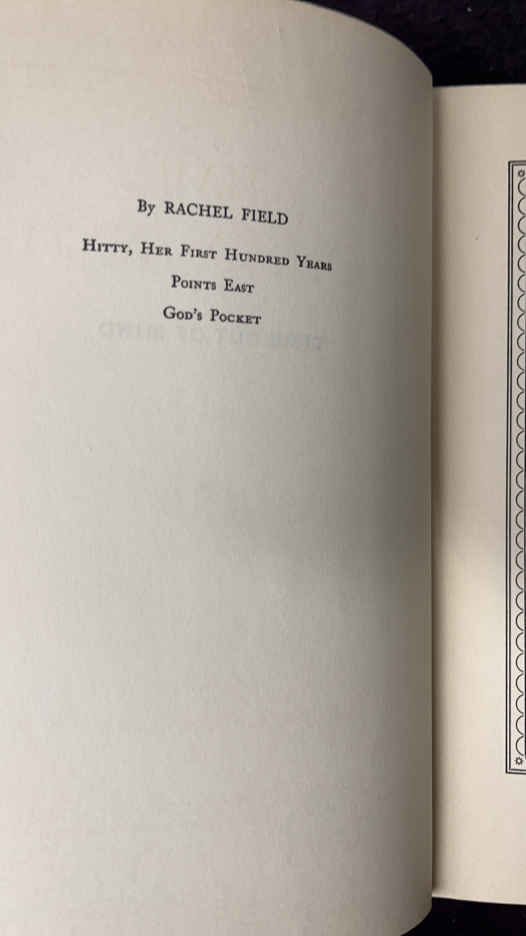 By RACHEL FIELD
Hitty, Her First Hundred Years
Points East
God's Pocket